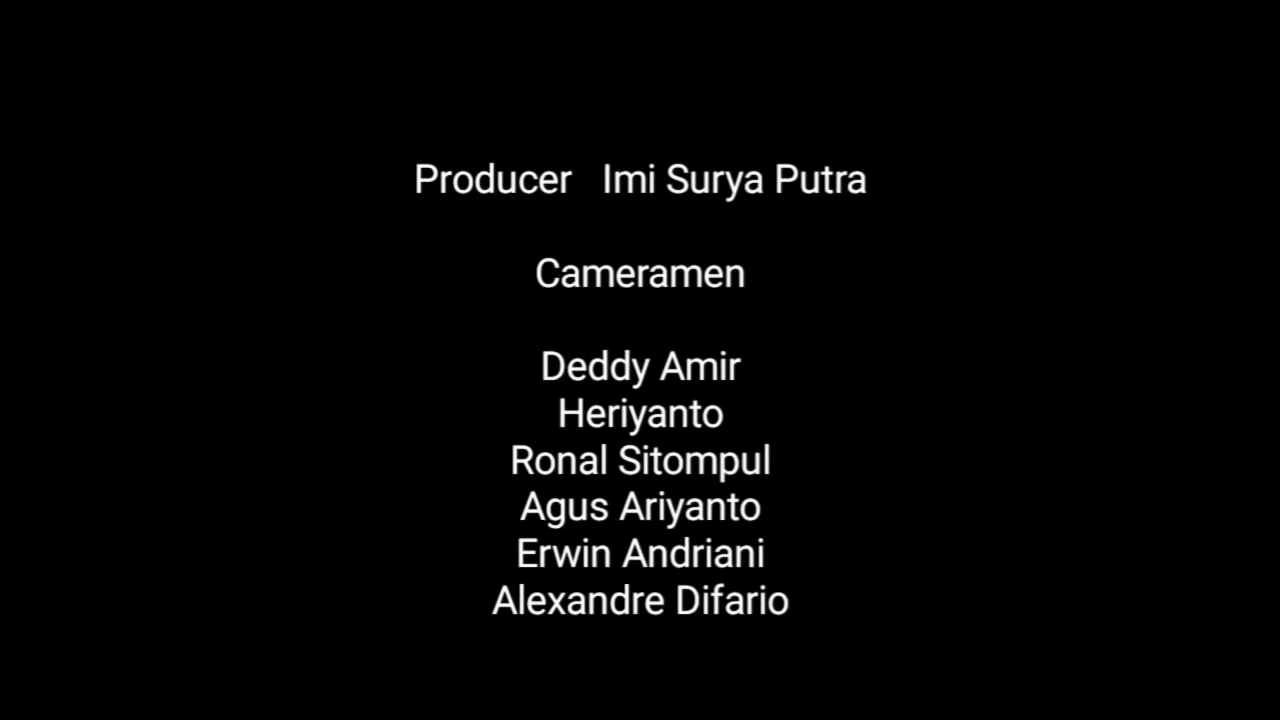 Producer   Imi Surya Putra
Cameramen
Deddy Amir
Heriyanto
Ronal Sitompul
Agus Ariyanto
Erwin Andriani
Alexandre Difario